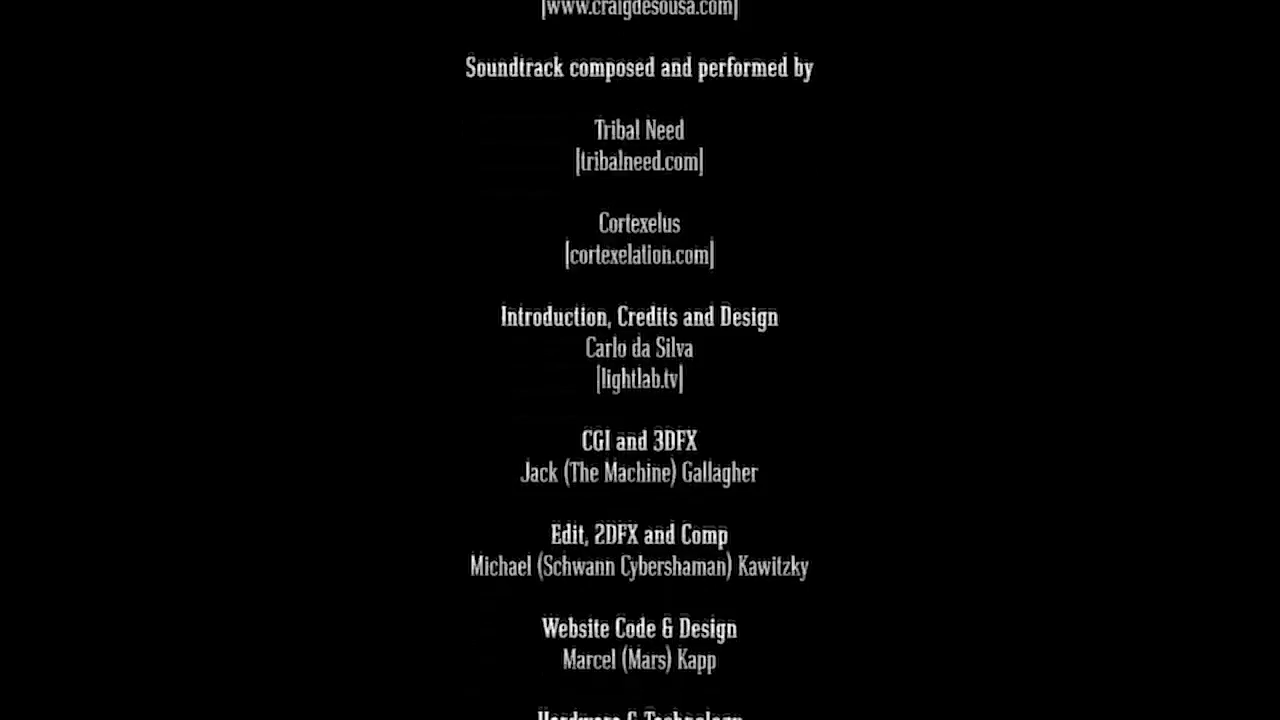 [www.craigdesousa.com]
Soundtrack composed and performed by
Tribal Need
[tribalneed.com]
Cortexelus
[cortexelation.com]
Introduction, Credits and Design
Carlo da Silva
[lightlab.tv]
CGI and 3DFX
Jack (The Machine) Gallagher
Edit, 2DFX and Comp
Michael (Schwann Cybershaman) Kawitzky
Website Code & Design
Marcel (Mars) Kapp
Hardware & Technology